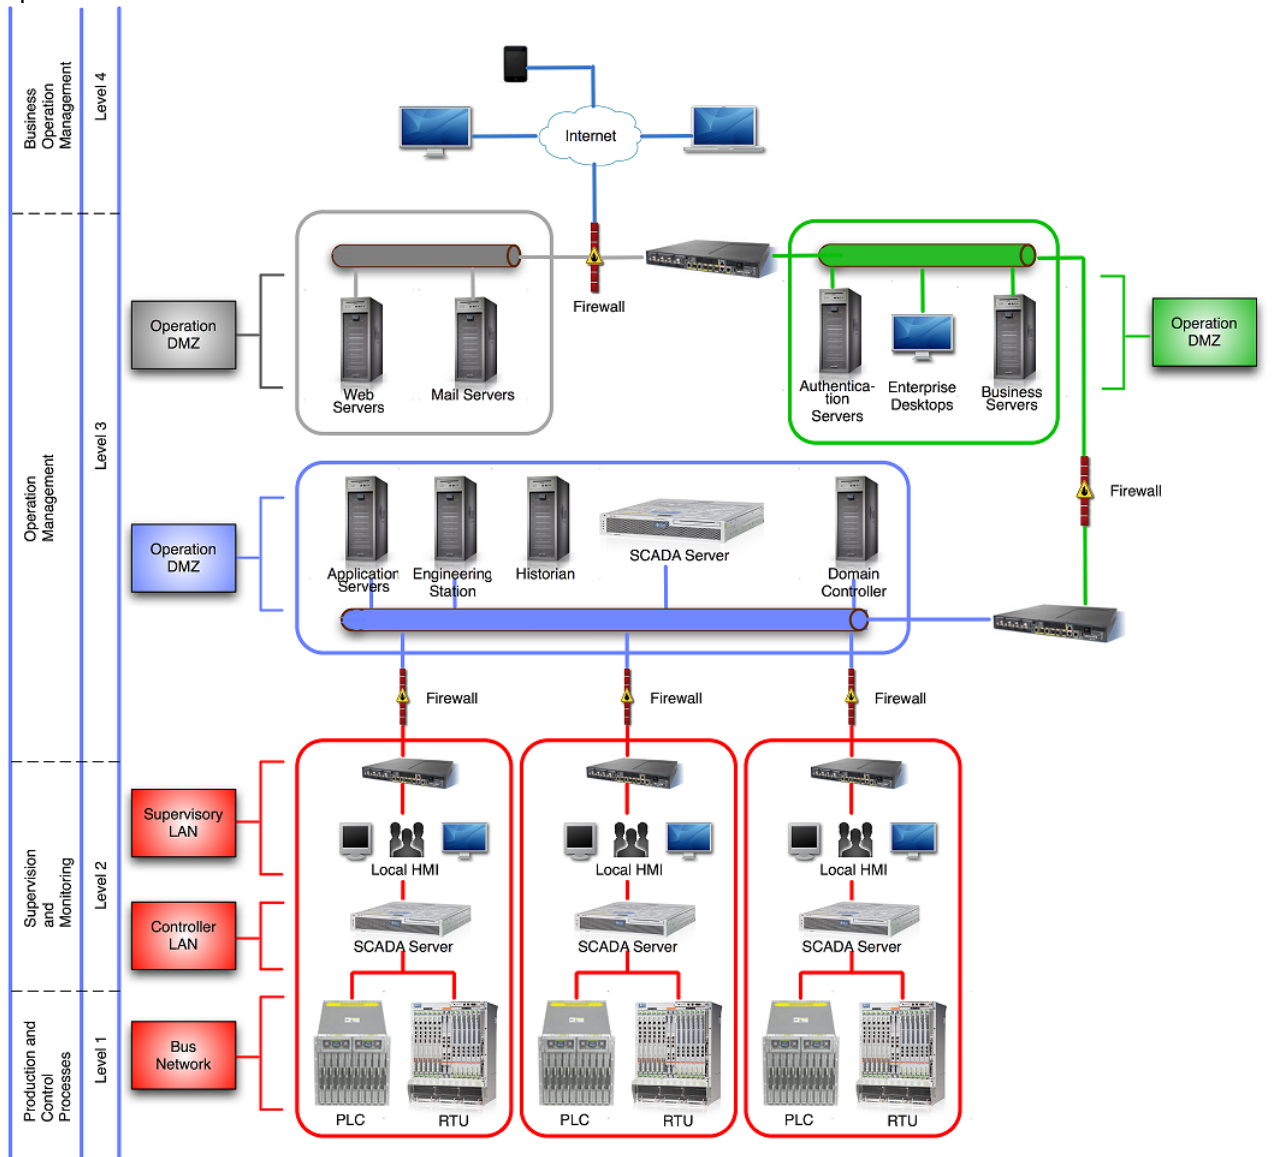 Business
Operation
Management
Level 4
Internet
Operation
Management
Level 3
Firewall
Operation
DMZ
Web
Servers
Mail Servers
Authentica-
tion
Servers
Enterprise
Desktops
Business
Servers
Operation
DMZ
Firewall
Operation
DMZ
Application
Servers
Engineering
Station
Historian
SCADA Server
Domain
Controller
Firewall
Firewall
Firewall
Supervision
and
Monitoring
Level 2
Supervisory
LAN
Local HMI
Local HMI
Local HMI
Controller
LAN
SCADA Server
SCADA Server
SCADA Server
Production and
Control
Processes
Level 1
Bus
Network
PLC
RTU
PLC
RTU
PLC
RTU